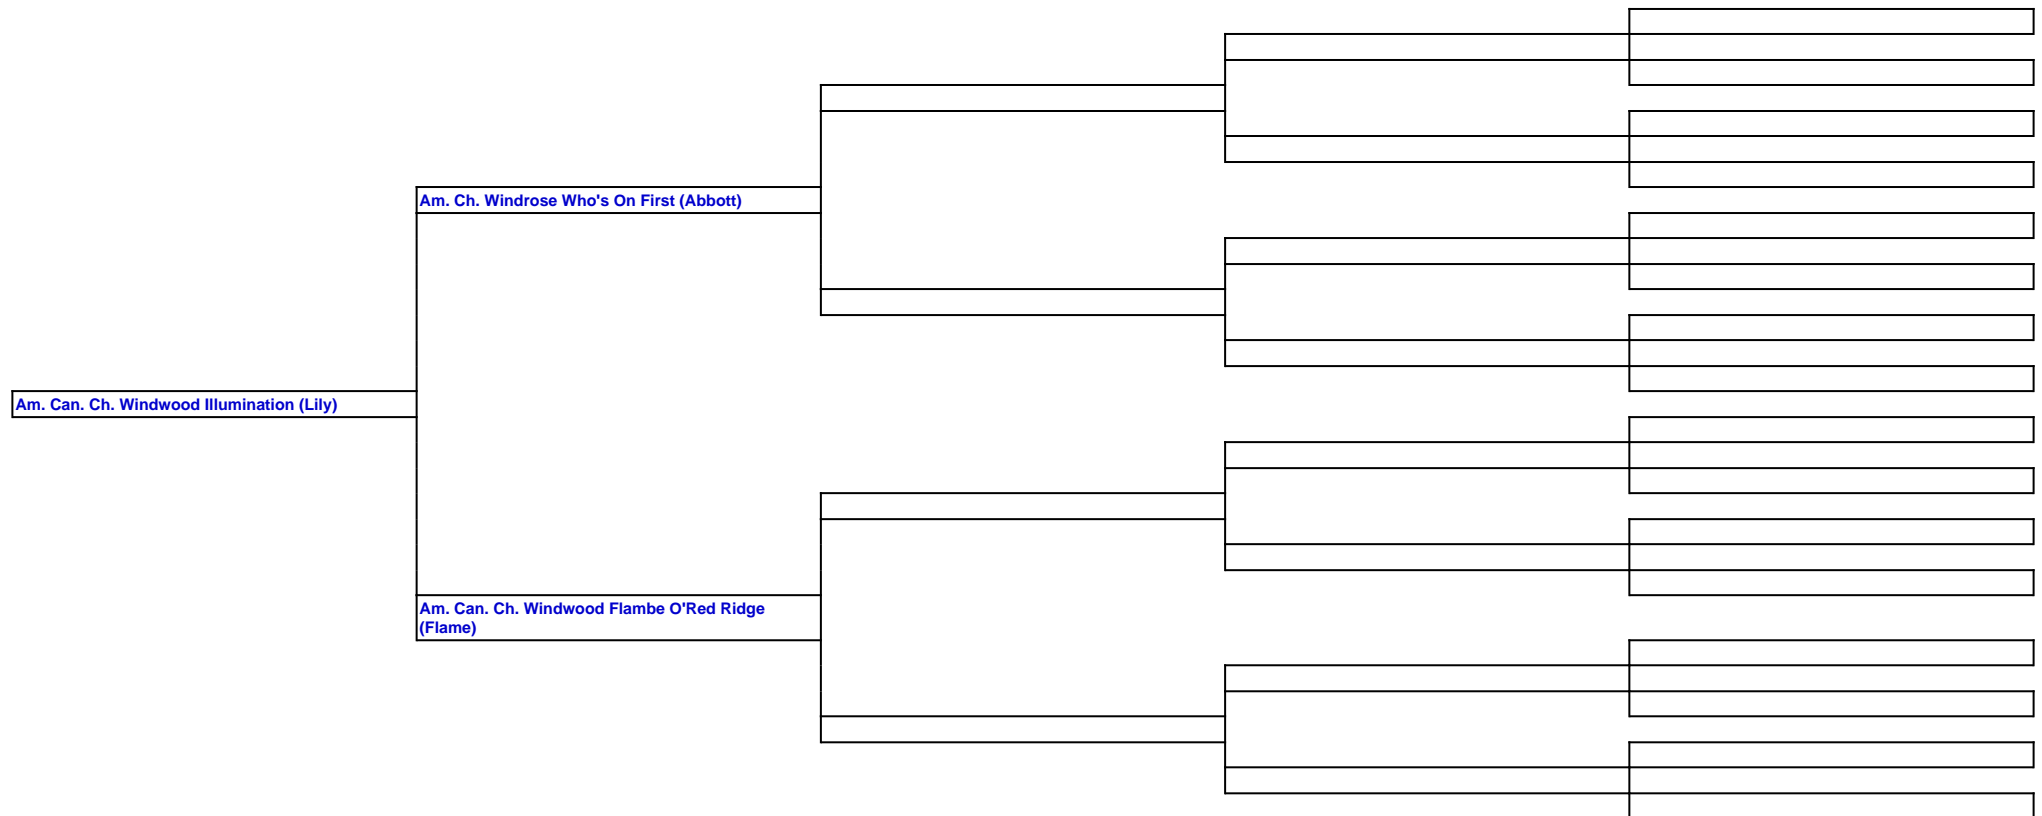 Am. Ch. Windrose Who's On First (Abbott)
Am. Can. Ch. Windwood Illumination (Lily)
Am. Can. Ch. Windwood Flambe O'Red Ridge
(Flame)